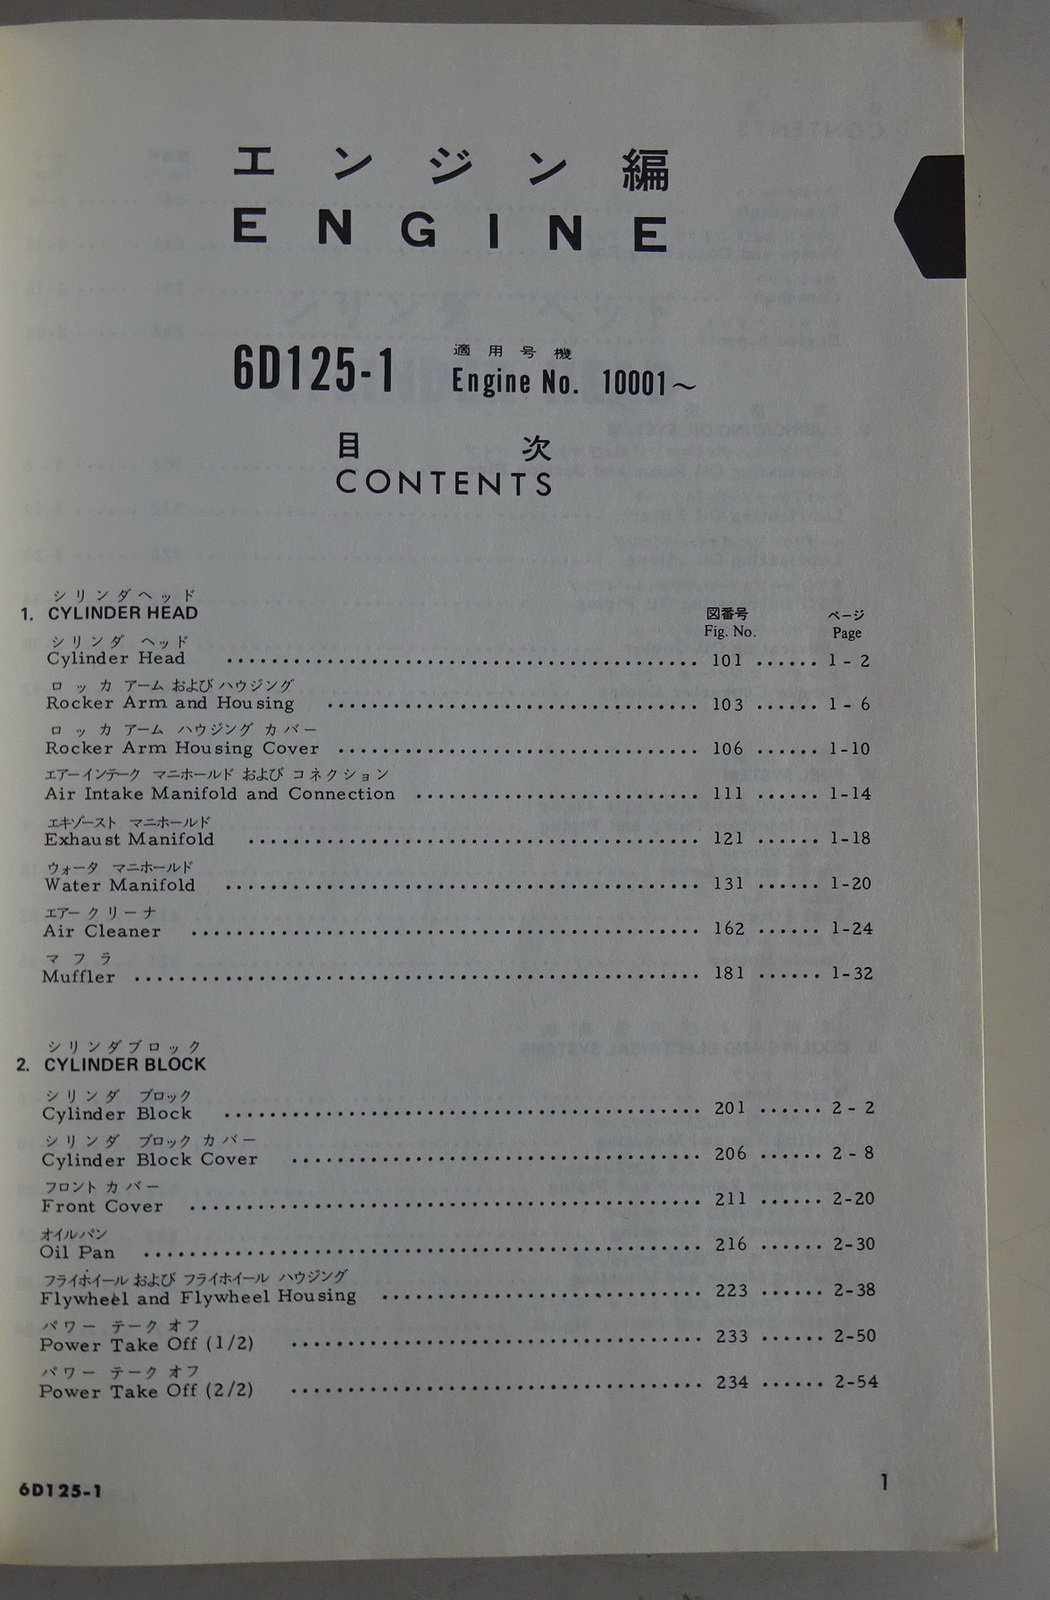 エンジン編
ENGINE
6D125-1
適用号機
Engine No. 10001～
目次
CONTENTS
シリンダヘッド
1. CYLINDER HEAD
図番号 ページ
Fig. No. Page
シリンダ ヘッド
Cylinder Head ........................................ 101 ...... 1 - 2
ロッカ アーム および ハウジング
Rocker Arm and Housing ................................ 103 ...... 1 - 6
ロッカ アーム ハウジング カバー
Rocker Arm Housing Cover ............................... 106 ...... 1-10
エアーインテーク マニホールド および コネクション
Air Intake Manifold and Connection ........................ 111 ...... 1-14
エキゾースト マニホールド
Exhaust Manifold ...................................... 121 ...... 1-18
ウォータ マニホールド
Water Manifold ........................................ 131 ...... 1-20
エアー クリーナ
Air Cleaner ........................................... 162 ...... 1-24
マフラ
Muffler ................................................ 181 ...... 1-32
シリンダブロック
2. CYLINDER BLOCK
シリンダ ブロック
Cylinder Block ........................................ 201 ...... 2 - 2
シリンダ ブロック カバー
Cylinder Block Cover ................................... 206 ...... 2 - 8
フロント カバー
Front Cover ........................................... 211 ...... 2-20
オイルパン
Oil Pan ............................................... 216 ...... 2-30
フライホイール および フライホイール ハウジング
Flywheel and Flywheel Housing ........................... 223 ...... 2-38
パワー テーク オフ
Power Take Off (1/2) ................................... 233 ...... 2-50
パワー テーク オフ
Power Take Off (2/2) ................................... 234 ...... 2-54
6D125-1
1